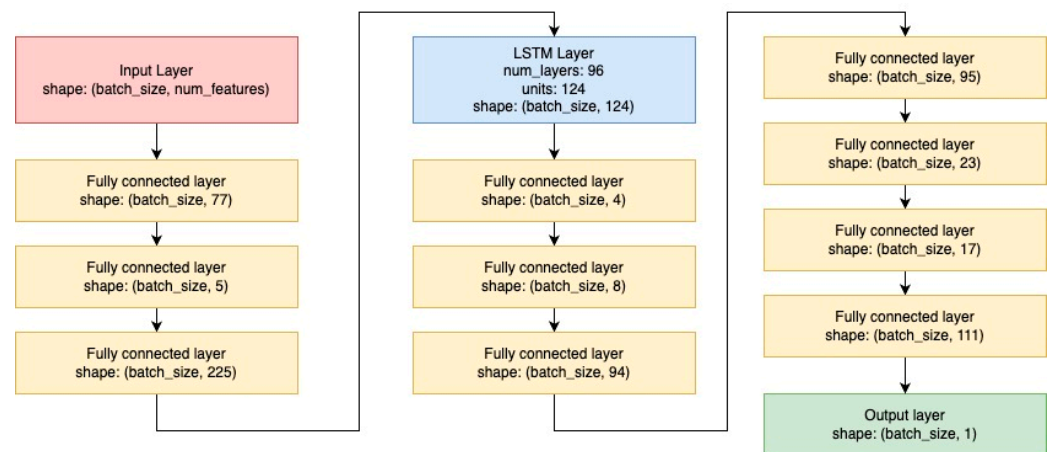 Input Layer
shape: (batch_size, num_features)
Fully connected layer
shape: (batch_size, 77)
Fully connected layer
shape: (batch_size, 5)
Fully connected layer
shape: (batch_size, 225)
LSTM Layer
num_layers: 96
units: 124
shape: (batch_size, 124)
Fully connected layer
shape: (batch_size, 4)
Fully connected layer
shape: (batch_size, 8)
Fully connected layer
shape: (batch_size, 94)
Fully connected layer
shape: (batch_size, 95)
Fully connected layer
shape: (batch_size, 23)
Fully connected layer
shape: (batch_size, 17)
Fully connected layer
shape: (batch_size, 111)
Output layer
shape: (batch_size, 1)